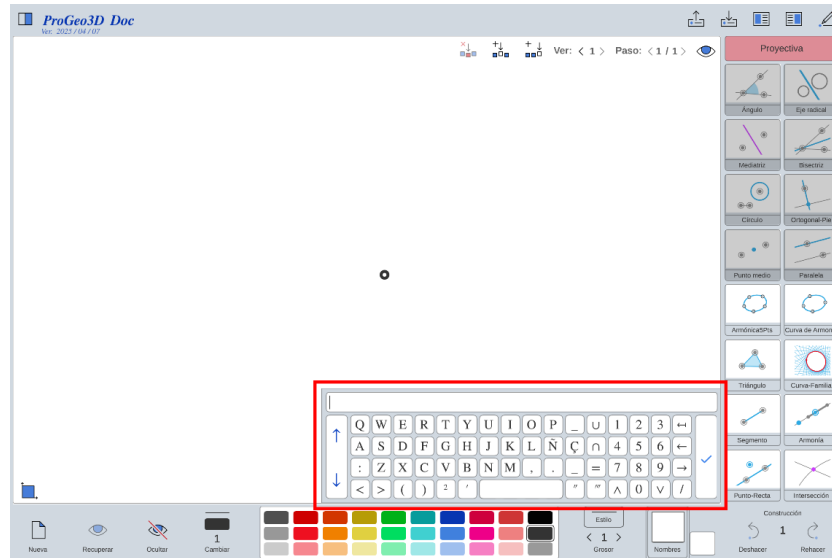 ProGeo3D Doc
Ver. 2025 / 04 / 07
Ver: < 1 > Paso: < 1 / 1 >
Proyectiva
Ángulo
Eje radical
Mediatriz
Bisectriz
Círculo
Ortogonal-Pie
Punto medio
Paralela
Armónica5Pts
Curva de Armon
Triángulo
Curva-Familia
Segmento
Armonía
Punto-Recta
Intersección
Q W E R T Y U I O P _ ∪ 1 2 3 ↤
↑ A S D F G H J K L Ñ Ç ∩ 4 5 6 ←
↓ : Z X C V B N M , . _ = 7 8 9 → ✓
< > ( ) 2 ' " ''' ∧ 0 ∨ /
Nueva
Recuperar
Ocultar
1
Cambiar
Estilo
< 1 >
Grosor
Nombres
Construcción
1
Deshacer
Rehacer